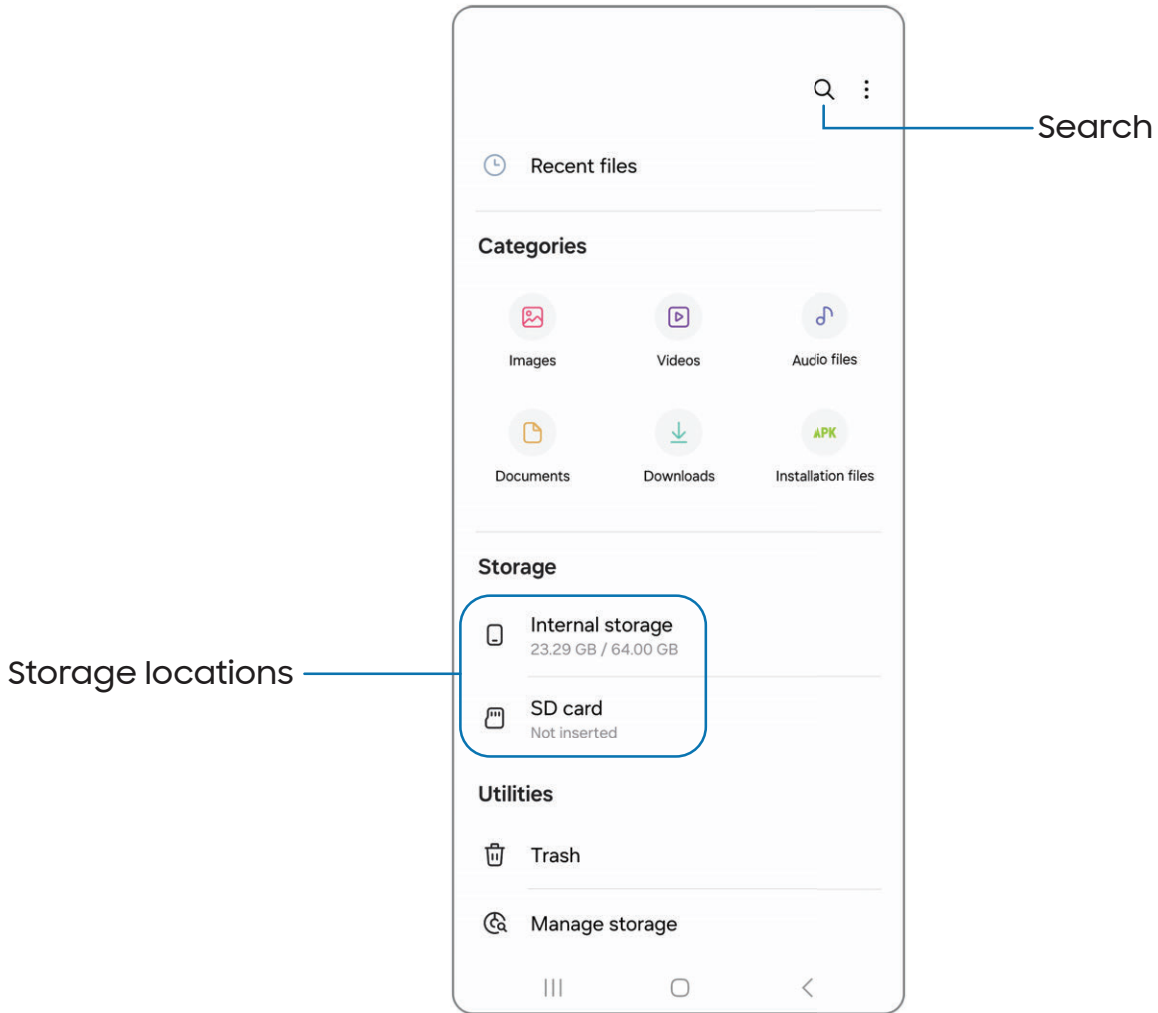 Search
Recent files
Categories
Images Videos Audio files
APK
Documents Downloads Installation files
Storage
Internal storage
23.29 GB / 64.00 GB
Storage locations
SD card
Not inserted
Utilities
Trash
Manage storage